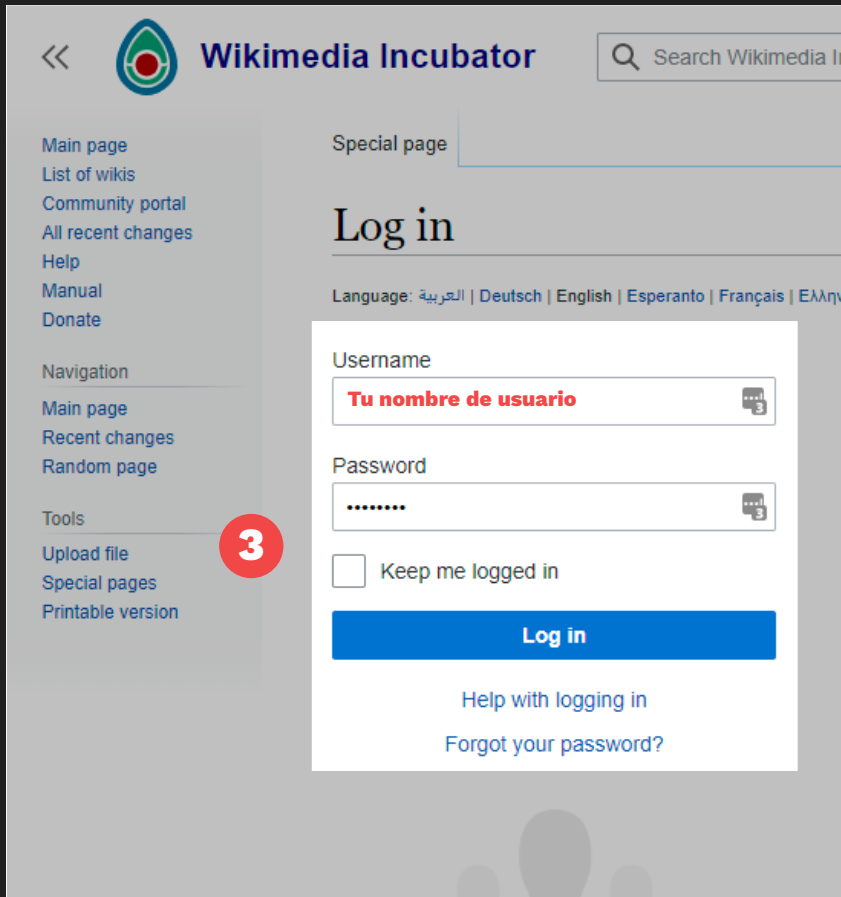 Wikimedia Incubator
Search Wikimedia
Main page
List of wikis
Community portal
All recent changes
Help
Manual
Donate
Navigation
Main page
Recent changes
Random page
Tools
Upload file
Special pages
Printable version
Special page
Log in
Language: العربية | Deutsch | English | Esperanto | Français |
3
Username
Tu nombre de usuario
3
Password
••••••••
3
Keep me logged in
Log in
Help with logging in
Forgot your password?